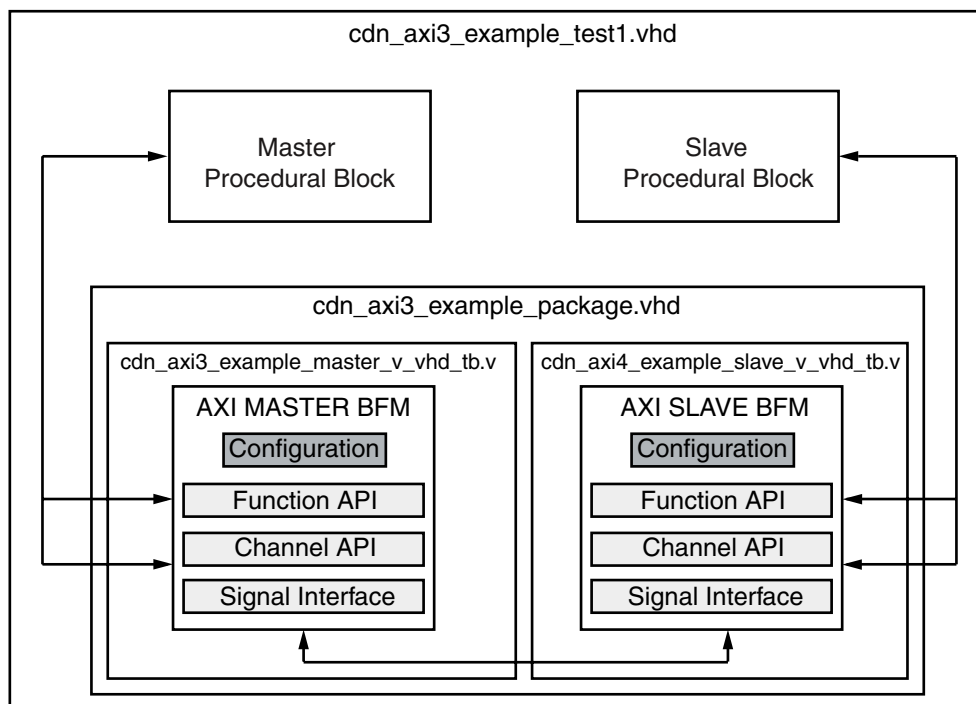 cdn_axi3_example_test1.vhd
Master
Procedural Block
Slave
Procedural Block
cdn_axi3_example_package.vhd
cdn_axi3_example_master_v_vhd_tb.v
AXI MASTER BFM
Configuration
Function API
Channel API
Signal Interface
cdn_axi4_example_slave_v_vhd_tb.v
AXI SLAVE BFM
Configuration
Function API
Channel API
Signal Interface